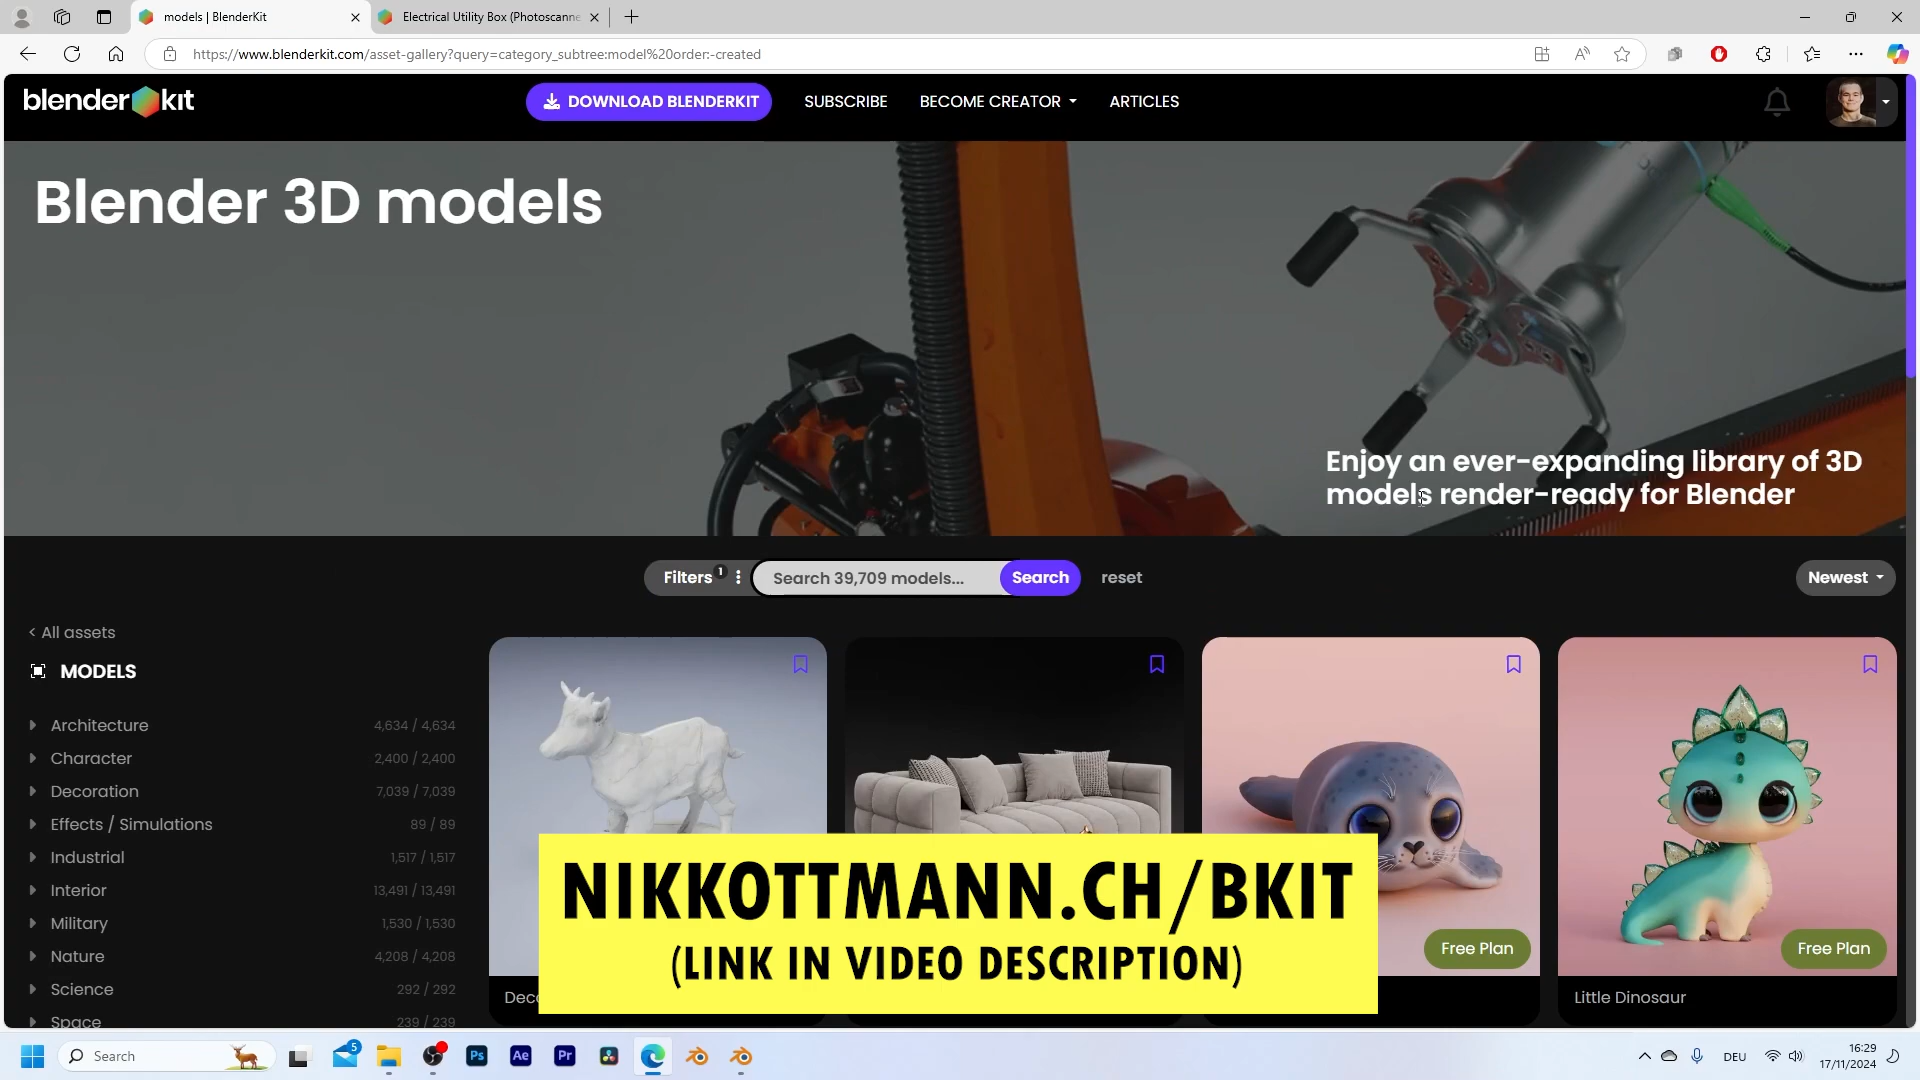 models | BlenderKit
Electrical Utility Box (Photoscanne
https://www.blenderkit.com/asset-gallery?query=category_subtree:model%20order:-created
blenderkit
DOWNLOAD BLENDERKIT
SUBSCRIBE
BECOME CREATOR
ARTICLES
Blender 3D models
Enjoy an ever-expanding library of 3D
models render-ready for Blender
Filters 1
Search 39,709 models...
Search
reset
Newest
< All assets
MODELS
Architecture 4,634 / 4,634
Character 2,400 / 2,400
Decoration 7,039 / 7,039
Effects / Simulations 89 / 89
Industrial 1,517 / 1,517
Interior 13,491 / 13,491
Military 1,530 / 1,530
Nature 4,208 / 4,208
Science 292 / 292
Space 239 / 239
Free Plan
Free Plan
Little Dinosaur
NIKKOTTMANN.CH/BKIT
(LINK IN VIDEO DESCRIPTION)
Search
5
Ps
Ae
Pr
DEU
16:29
17/11/2024